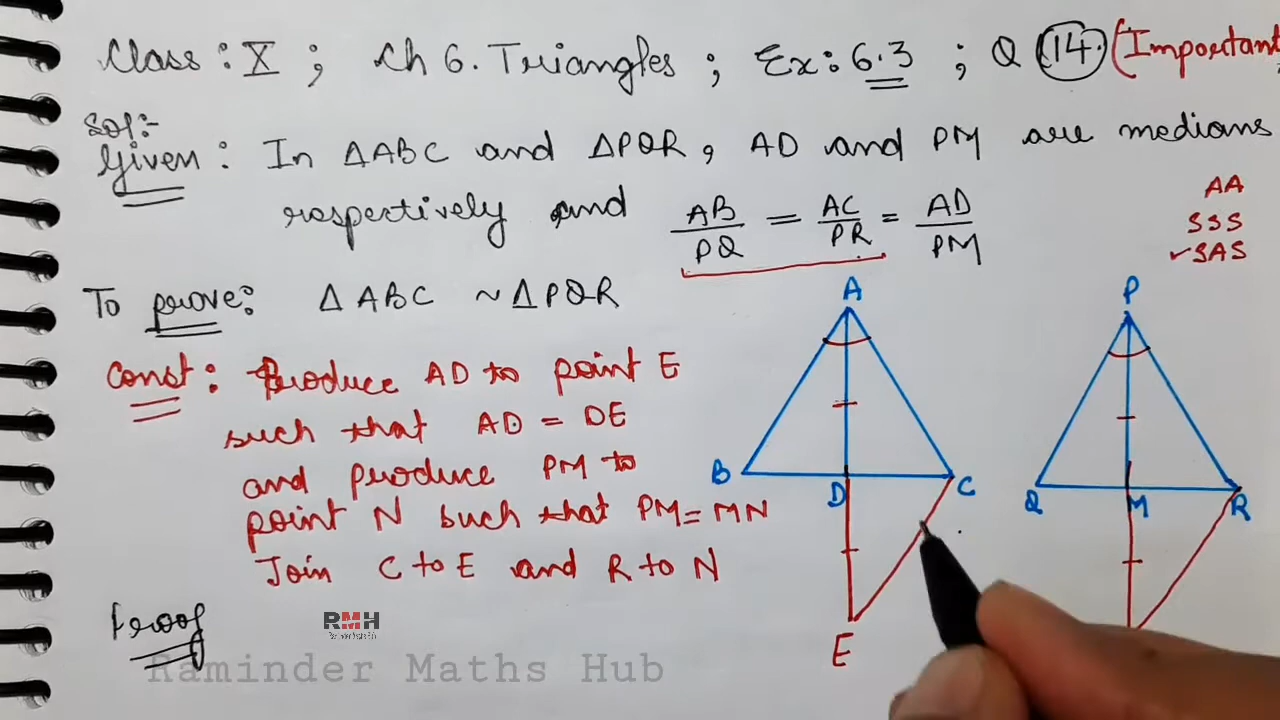 Class : X ; Ch 6. Triangles ; Ex: 6.3 ; Q 14. (Important
Sol:-
Given : In ΔABC and ΔPQR, AD and PM are medians
respectively and AB/PQ = AC/PR = AD/PM
AA
SSS
✓SAS
To prove: ΔABC ~ ΔPQR
Const : Produce AD to point E
such that AD = DE
and produce PM to
point N such that PM = MN
Join C to E and R to N
Proof
A
B
D
C
E
P
Q
M
R
RMH
Raminder Maths Hub